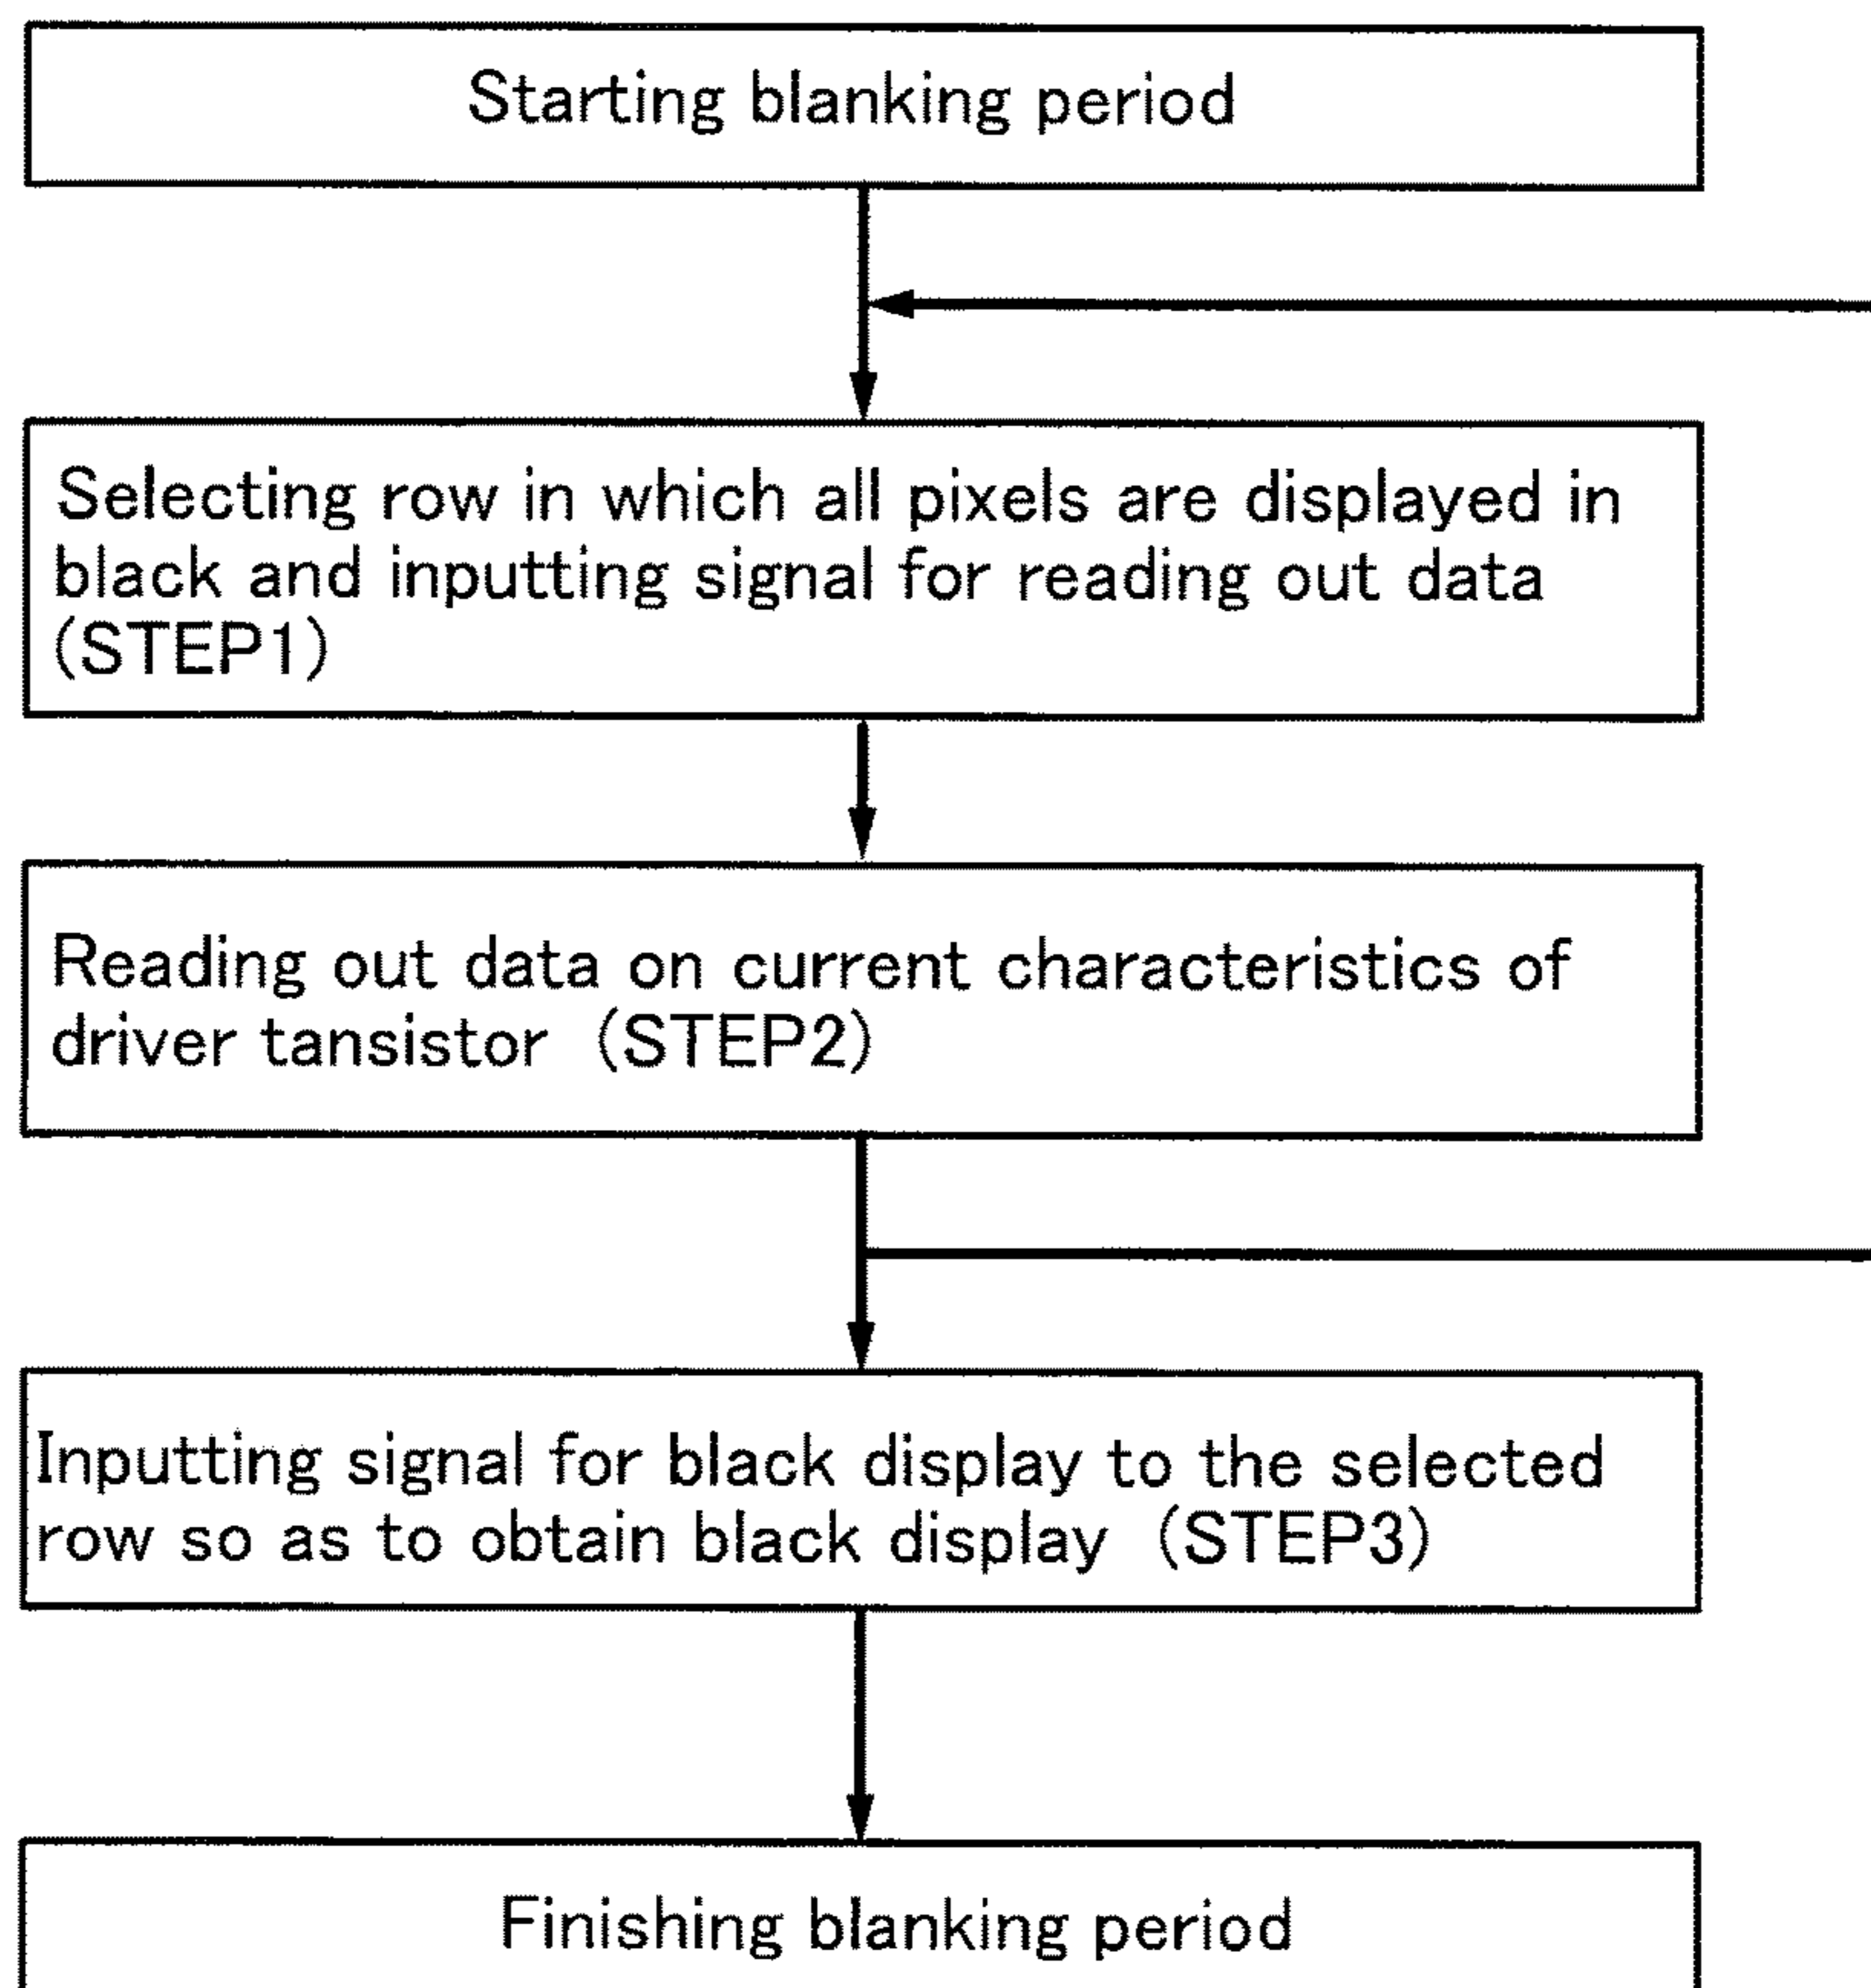 Starting blanking period
Selecting row in which all pixels are displayed in
black and inputting signal for reading out data
(STEP1)
Reading out data on current characteristics of
driver tansistor (STEP2)
Inputting signal for black display to the selected
row so as to obtain black display (STEP3)
Finishing blanking period